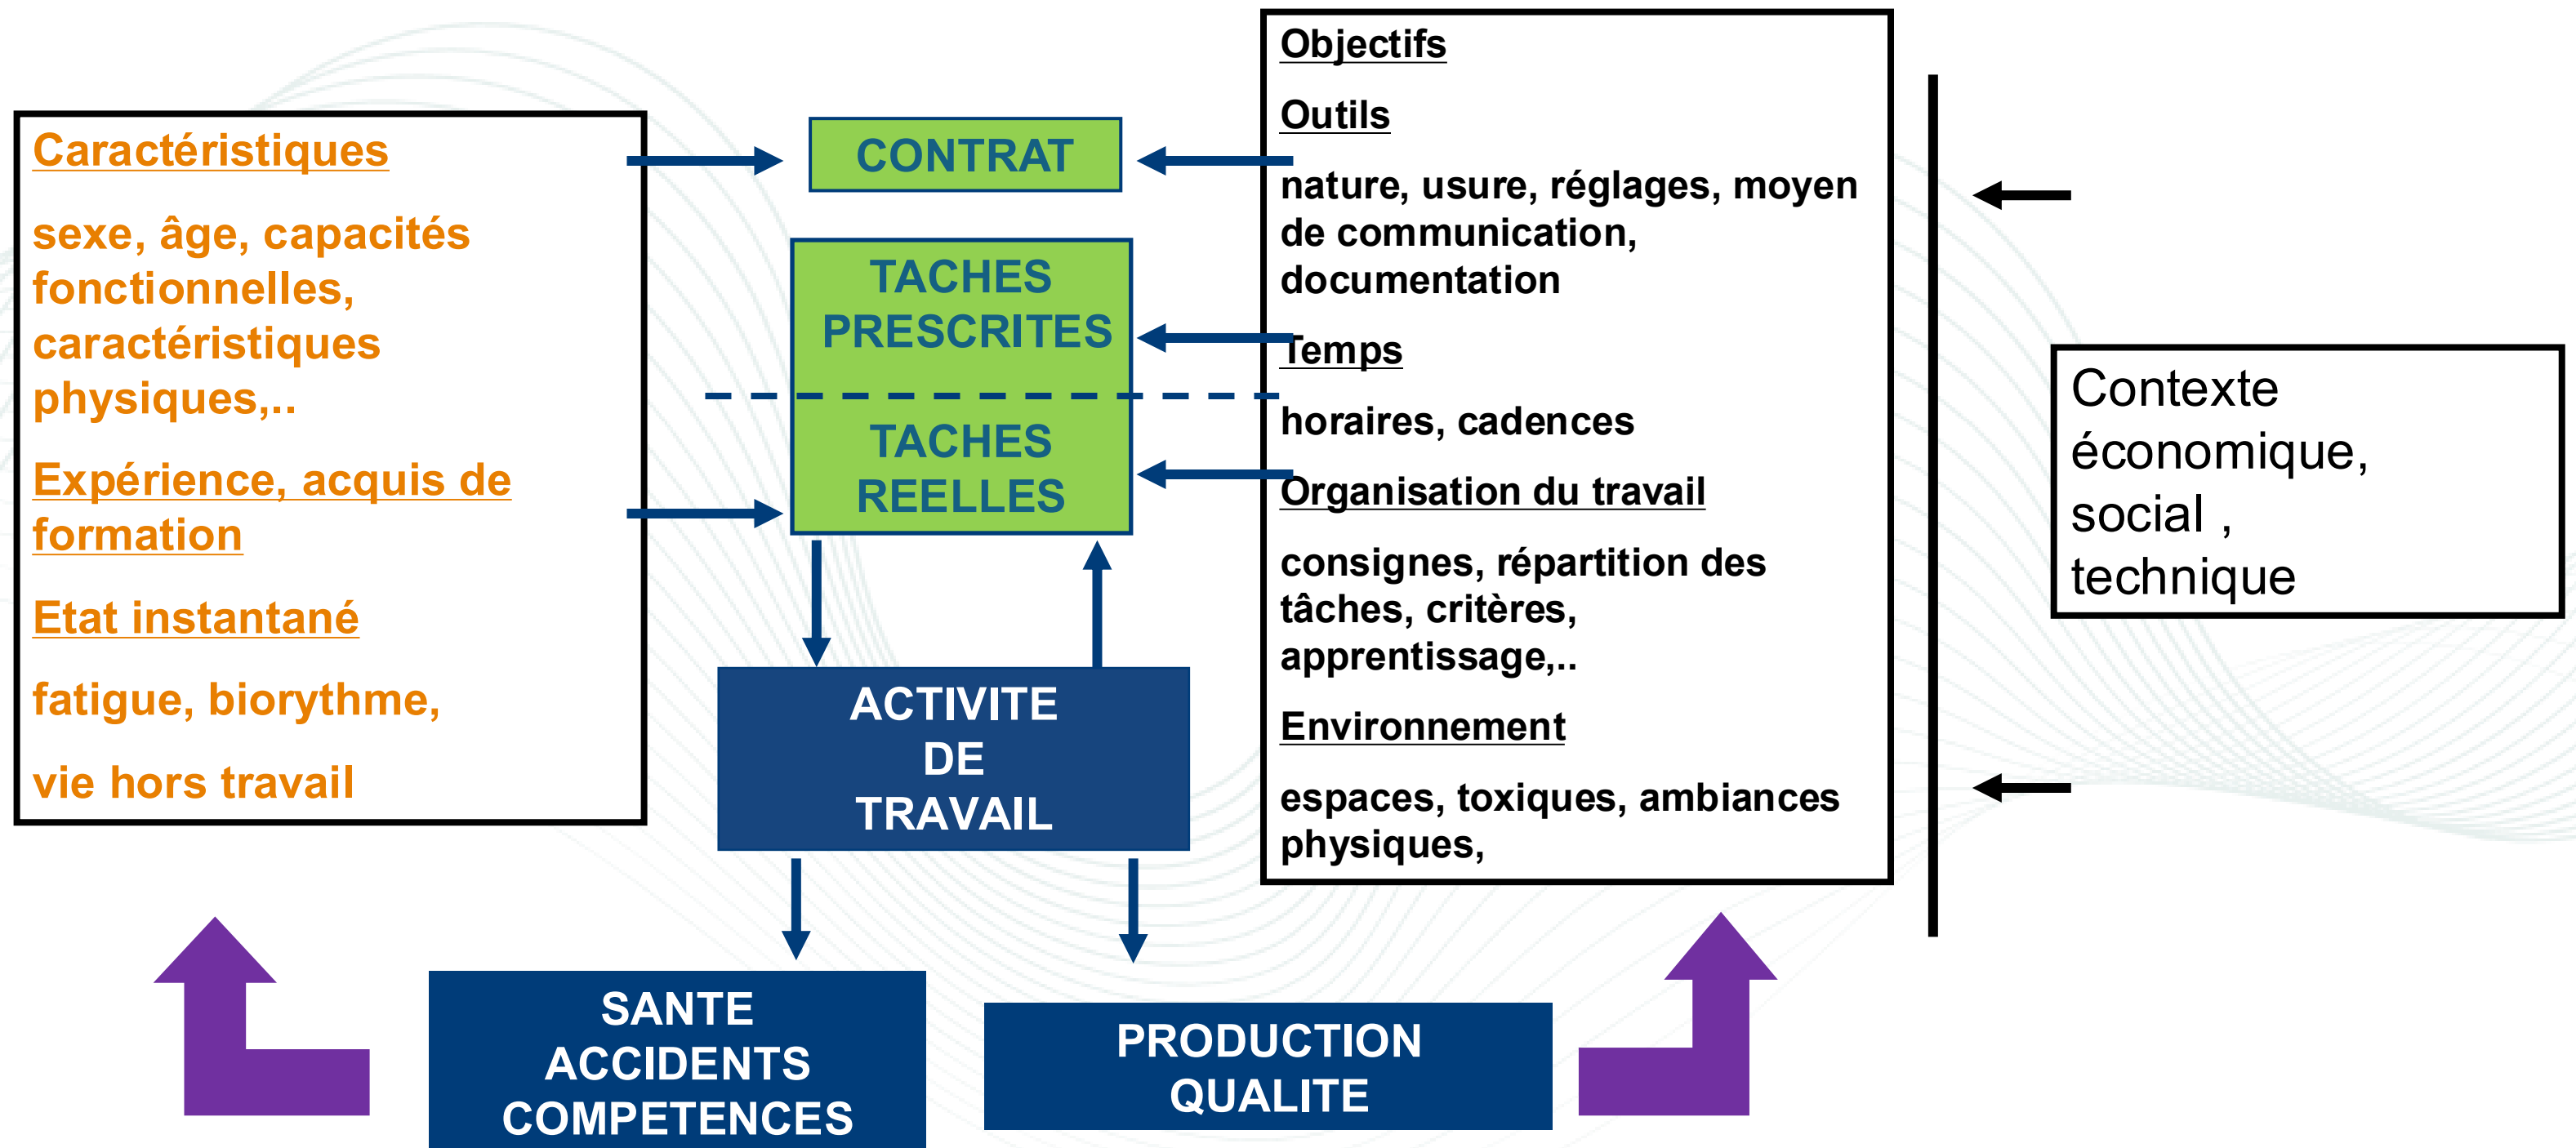 Caractéristiques
sexe, âge, capacités
fonctionnelles,
caractéristiques
physiques,..
Expérience, acquis de
formation
Etat instantané
fatigue, biorythme,
vie hors travail
CONTRAT
TACHES
PRESCRITES
TACHES
REELLES
ACTIVITE
DE
TRAVAIL
SANTE
ACCIDENTS
COMPETENCES
PRODUCTION
QUALITE
Objectifs
Outils
nature, usure, réglages, moyen
de communication,
documentation
Temps
horaires, cadences
Organisation du travail
consignes, répartition des
tâches, critères,
apprentissage,..
Environnement
espaces, toxiques, ambiances
physiques,
Contexte
économique,
social ,
technique